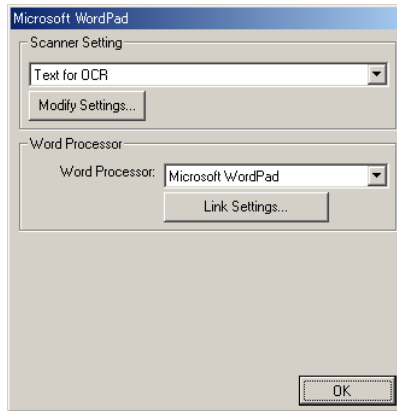 Microsoft WordPad
Scanner Setting
Text for OCR
Modify Settings...
Word Processor
Word Processor: Microsoft WordPad
Link Settings...
OK